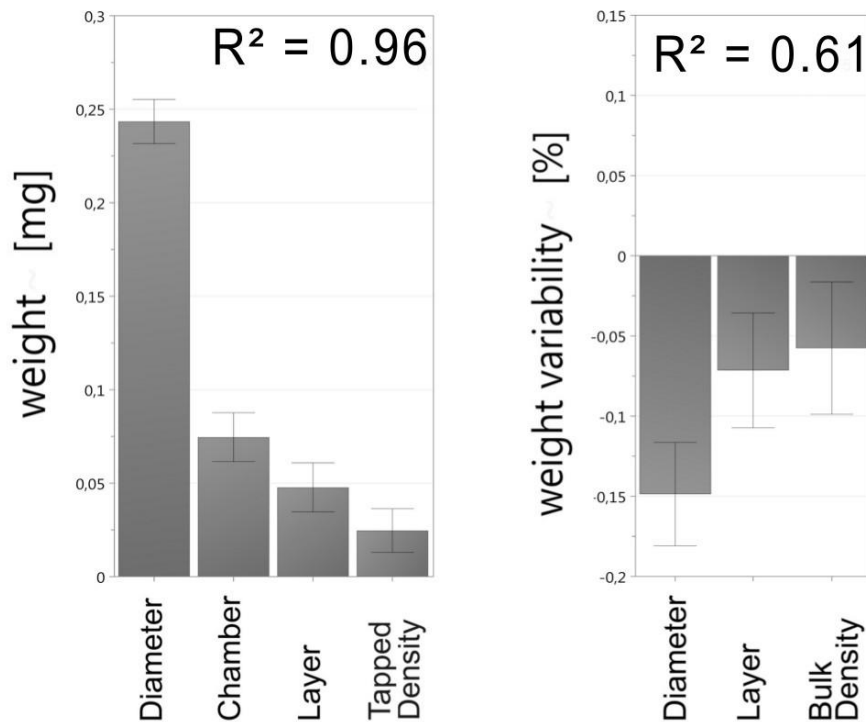 R² = 0.96
weight ~ [mg]
0,3
0,25
0,2
0,15
0,1
0,05
0
Diameter
Chamber
Layer
Tapped
Density
R² = 0.61
weight variability ~ [%]
0,15
0,1
0,05
0
-0,05
-0,1
-0,15
-0,2
Diameter
Layer
Bulk
Density